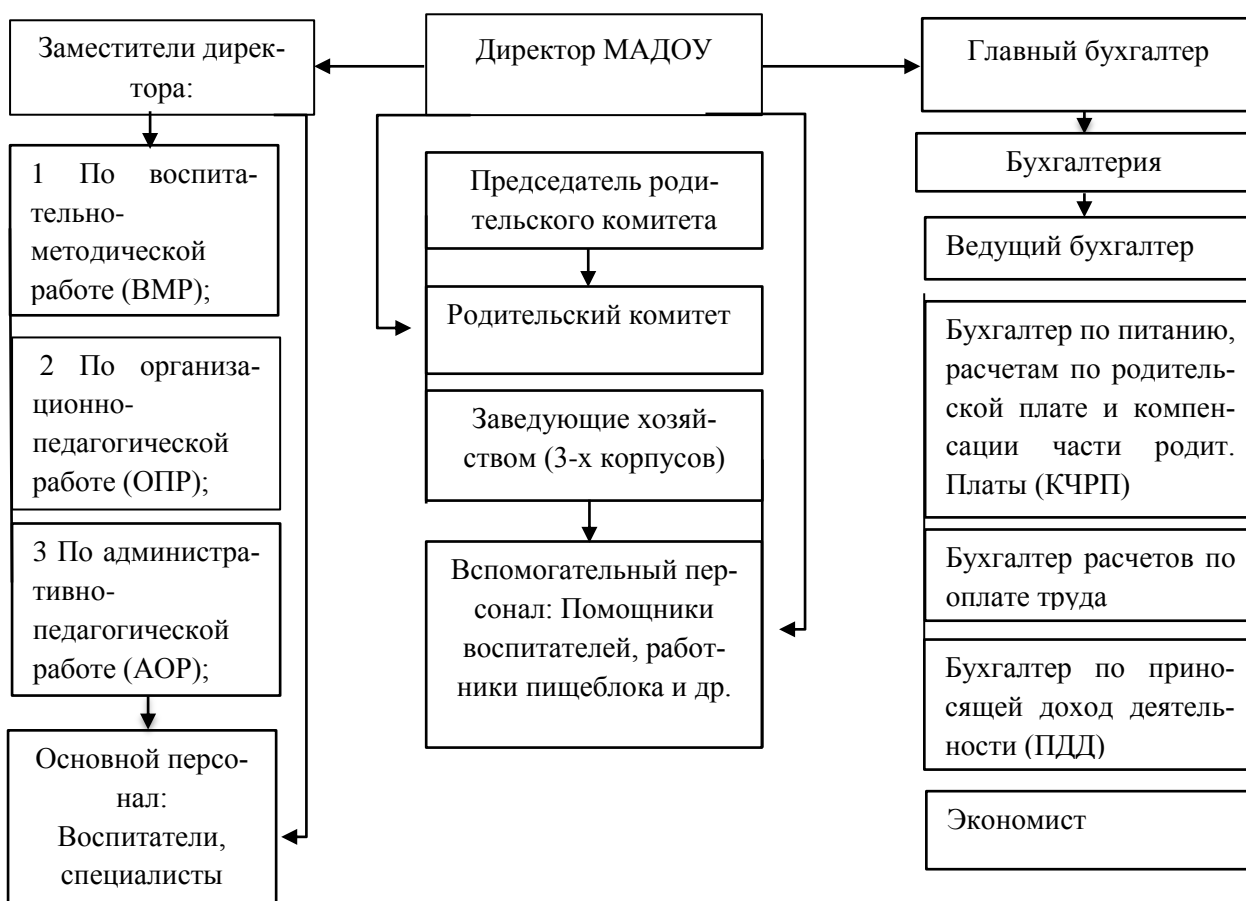 Заместители дирек-
тора:
1 По воспита-
тельно-
методической
работе (ВМР);
2 По организа-
ционно-
педагогической
работе (ОПР);
3 По администра-
тивно-
педагогической
работе (АОР);
Основной персо-
нал:
Воспитатели,
специалисты
Директор МАДОУ
Председатель роди-
тельского комитета
Родительский комитет
Заведующие хозяй-
ством (3-х корпусов)
Вспомогательный пер-
сонал: Помощники
воспитателей, работ-
ники пищеблока и др.
Главный бухгалтер
Бухгалтерия
Ведущий бухгалтер
Бухгалтер по питанию,
расчетам по родитель-
ской плате и компен-
сации части родит.
Платы (КЧРП)
Бухгалтер расчетов по
оплате труда
Бухгалтер по прино-
сящей доход деятель-
ности (ПДД)
Экономист